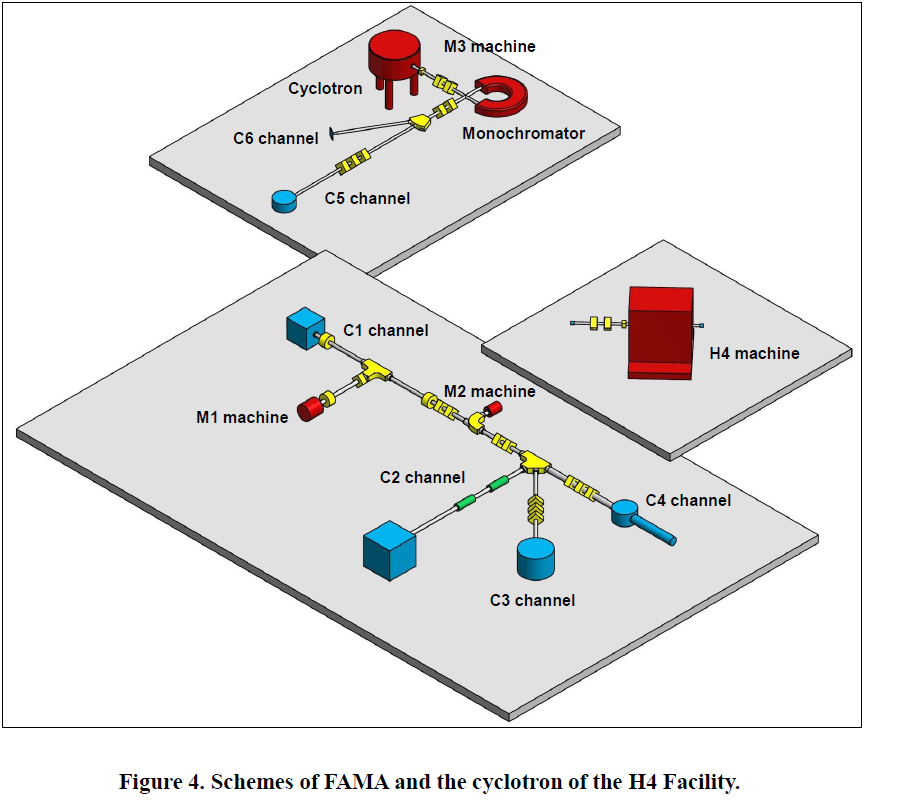 M3 machine
Cyclotron
C6 channel
Monochromator
C5 channel
C1 channel
H4 machine
M2 machine
M1 machine
C2 channel
C4 channel
C3 channel
Figure 4. Schemes of FAMA and the cyclotron of the H4 Facility.